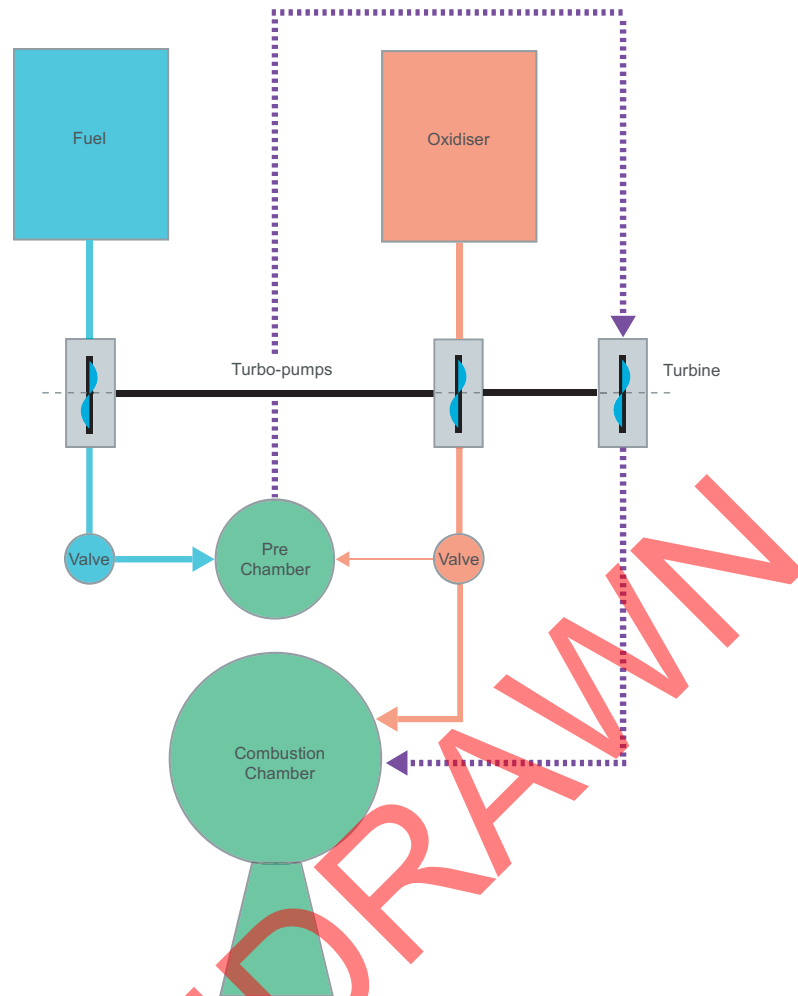 Fuel
Oxidiser
Turbo-pumps
Turbine
Valve
Pre
Chamber
Valve
Combustion
Chamber
DRAWN